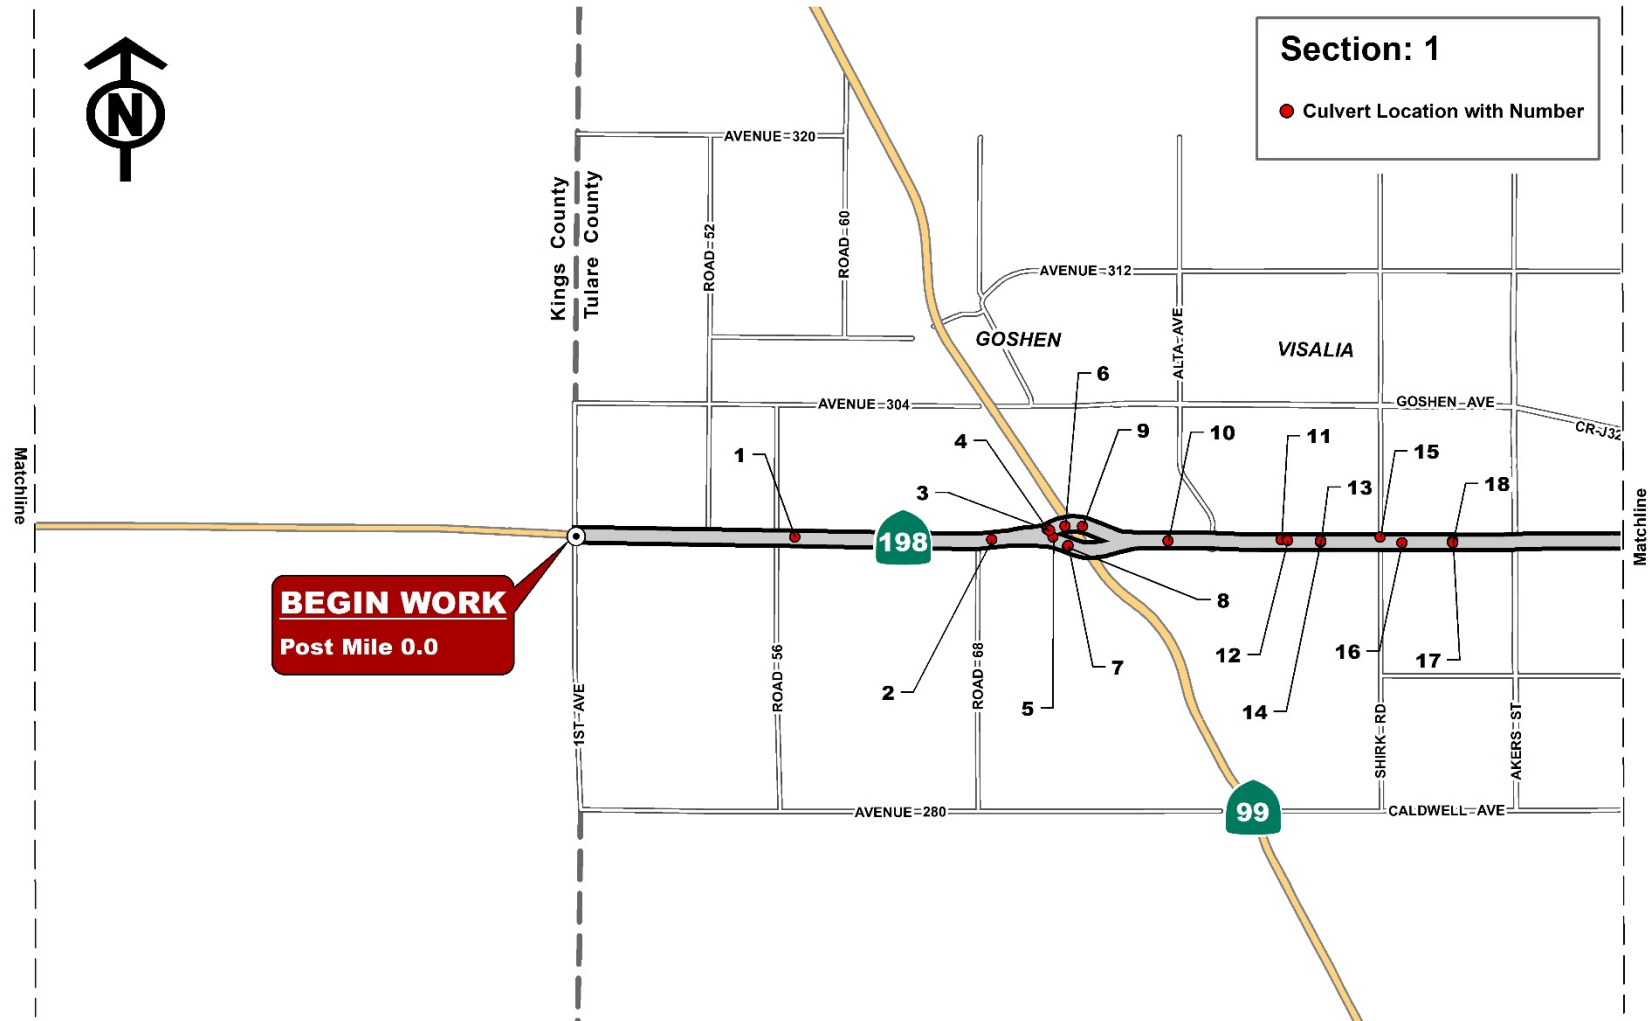 Section: 1
Culvert Location with Number
N
AVENUE 320
Kings County
Tulare County
ROAD 52
ROAD 60
AVENUE 312
GOSHEN
ALTA AVE
VISALIA
6
AVENUE 304
GOSHEN AVE
CR-J32
4
9
10
11
15
1
3
13
18
Matchline
198
Matchline
BEGIN WORK
Post Mile 0.0
8
12
16
17
7
2
5
14
ROAD 56
ROAD 68
1ST AVE
SHIRK RD
AKERS ST
AVENUE 280
99
CALDWELL AVE